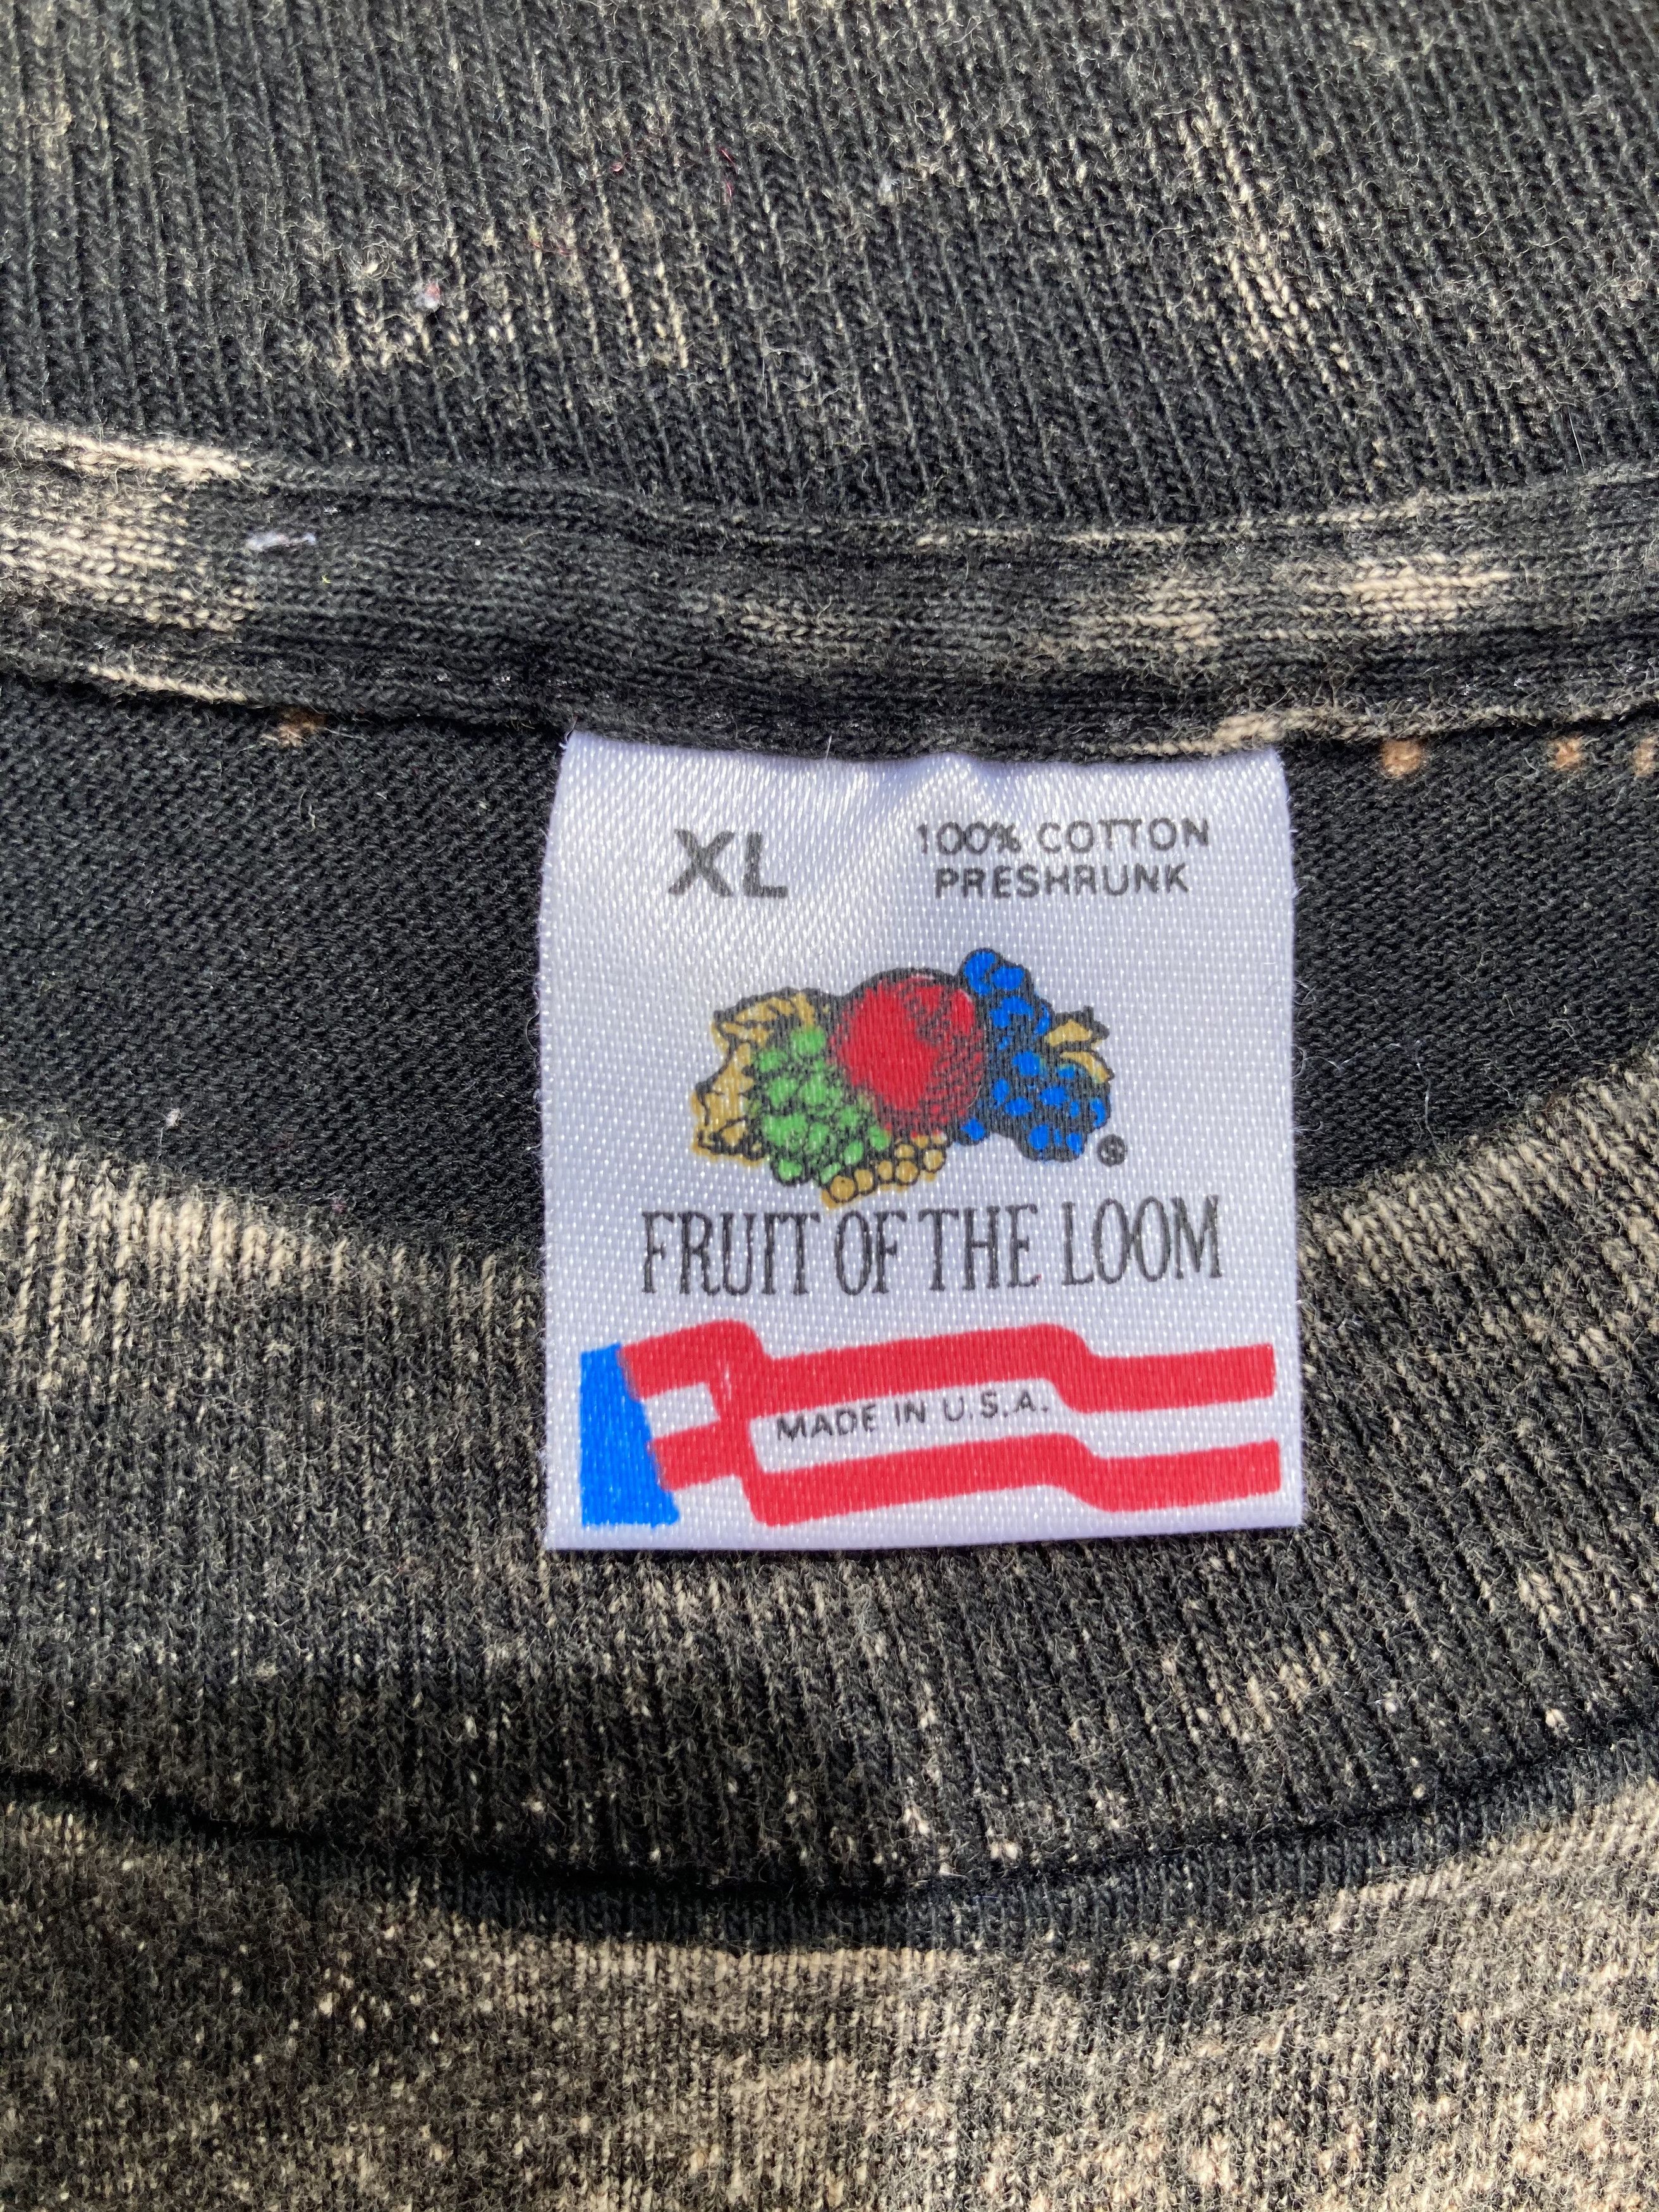 XL
100% COTTON
PRESHRUNK
®
FRUIT OF THE LOOM
MADE IN U.S.A.